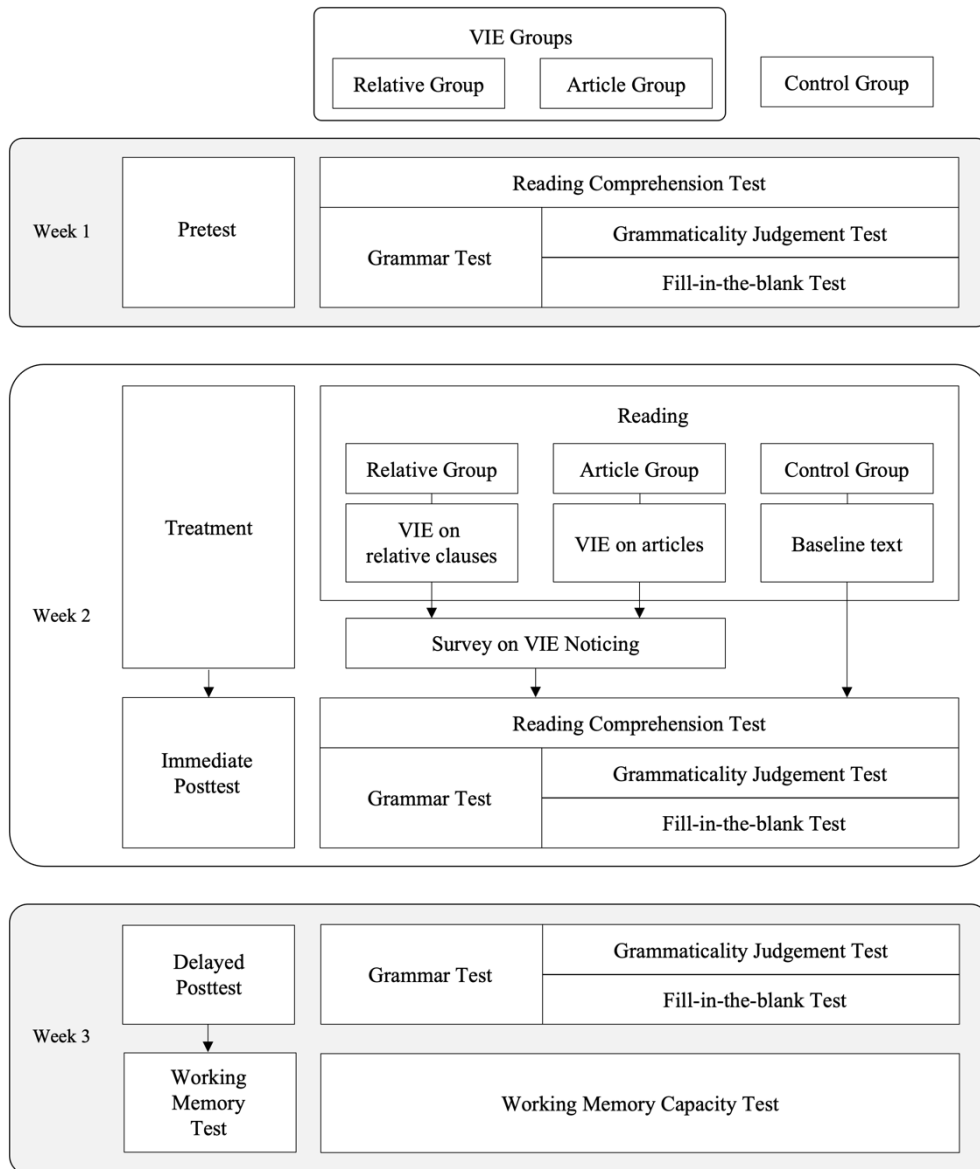 VIE Groups
Relative Group
Article Group
Control Group
Week 1
Pretest
Reading Comprehension Test
Grammar Test
Grammaticality Judgement Test
Fill-in-the-blank Test
Week 2
Treatment
Reading
Relative Group
Article Group
Control Group
VIE on
relative clauses
VIE on articles
Baseline text
Survey on VIE Noticing
Immediate
Posttest
Reading Comprehension Test
Grammar Test
Grammaticality Judgement Test
Fill-in-the-blank Test
Week 3
Delayed
Posttest
Grammar Test
Grammaticality Judgement Test
Fill-in-the-blank Test
Working
Memory
Test
Working Memory Capacity Test